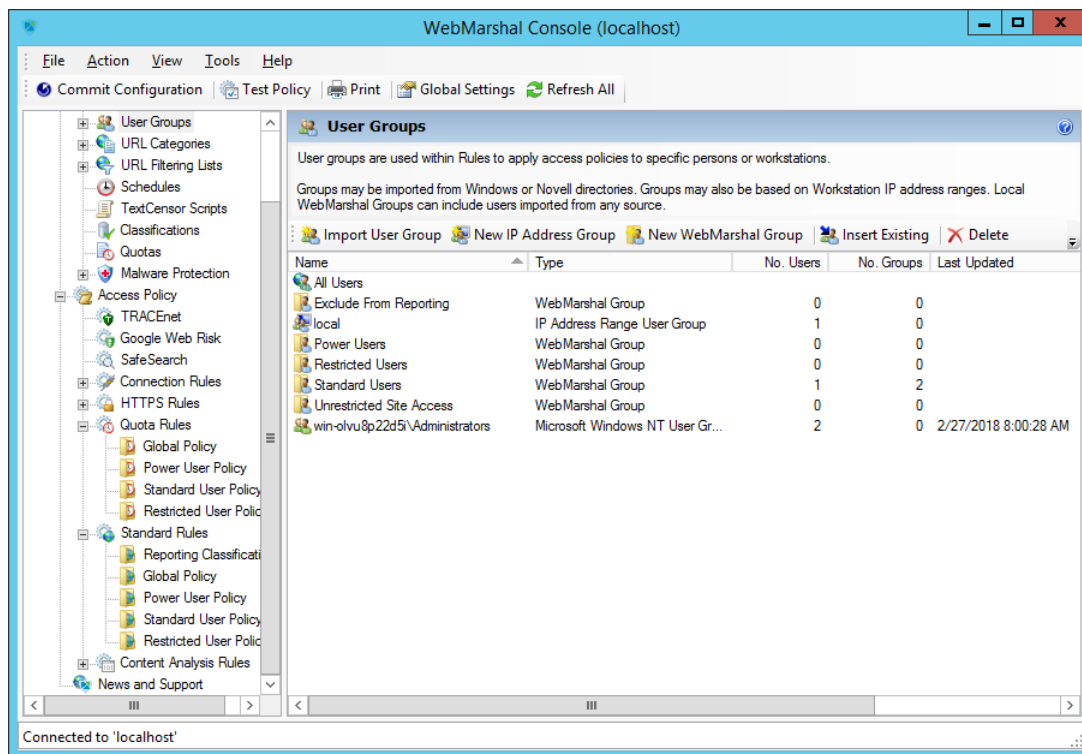 WebMarshal Console (localhost)
File Action View Tools Help
Commit Configuration Test Policy Print Global Settings Refresh All
User Groups
URL Categories
URL Filtering Lists
Schedules
TextCensor Scripts
Classifications
Quotas
Malware Protection
Access Policy
TRACEnet
Google Web Risk
SafeSearch
Connection Rules
HTTPS Rules
Quota Rules
Global Policy
Power User Policy
Standard User Policy
Restricted User Polic
Standard Rules
Reporting Classificati
Global Policy
Power User Policy
Standard User Policy
Restricted User Polic
Content Analysis Rules
News and Support
User Groups
User groups are used within Rules to apply access policies to specific persons or workstations.
Groups may be imported from Windows or Novell directories. Groups may also be based on Workstation IP address ranges. Local
WebMarshal Groups can include users imported from any source.
Import User Group New IP Address Group New WebMarshal Group Insert Existing Delete
Name Type No. Users No. Groups Last Updated
All Users
Exclude From Reporting WebMarshal Group 0 0
local IP Address Range User Group 1 0
Power Users WebMarshal Group 0 0
Restricted Users WebMarshal Group 0 0
Standard Users WebMarshal Group 1 2
Unrestricted Site Access WebMarshal Group 0 0
win-olvu8p22d5i\Administrators Microsoft Windows NT User Gr... 2 0 2/27/2018 8:00:28 AM
Connected to 'localhost'